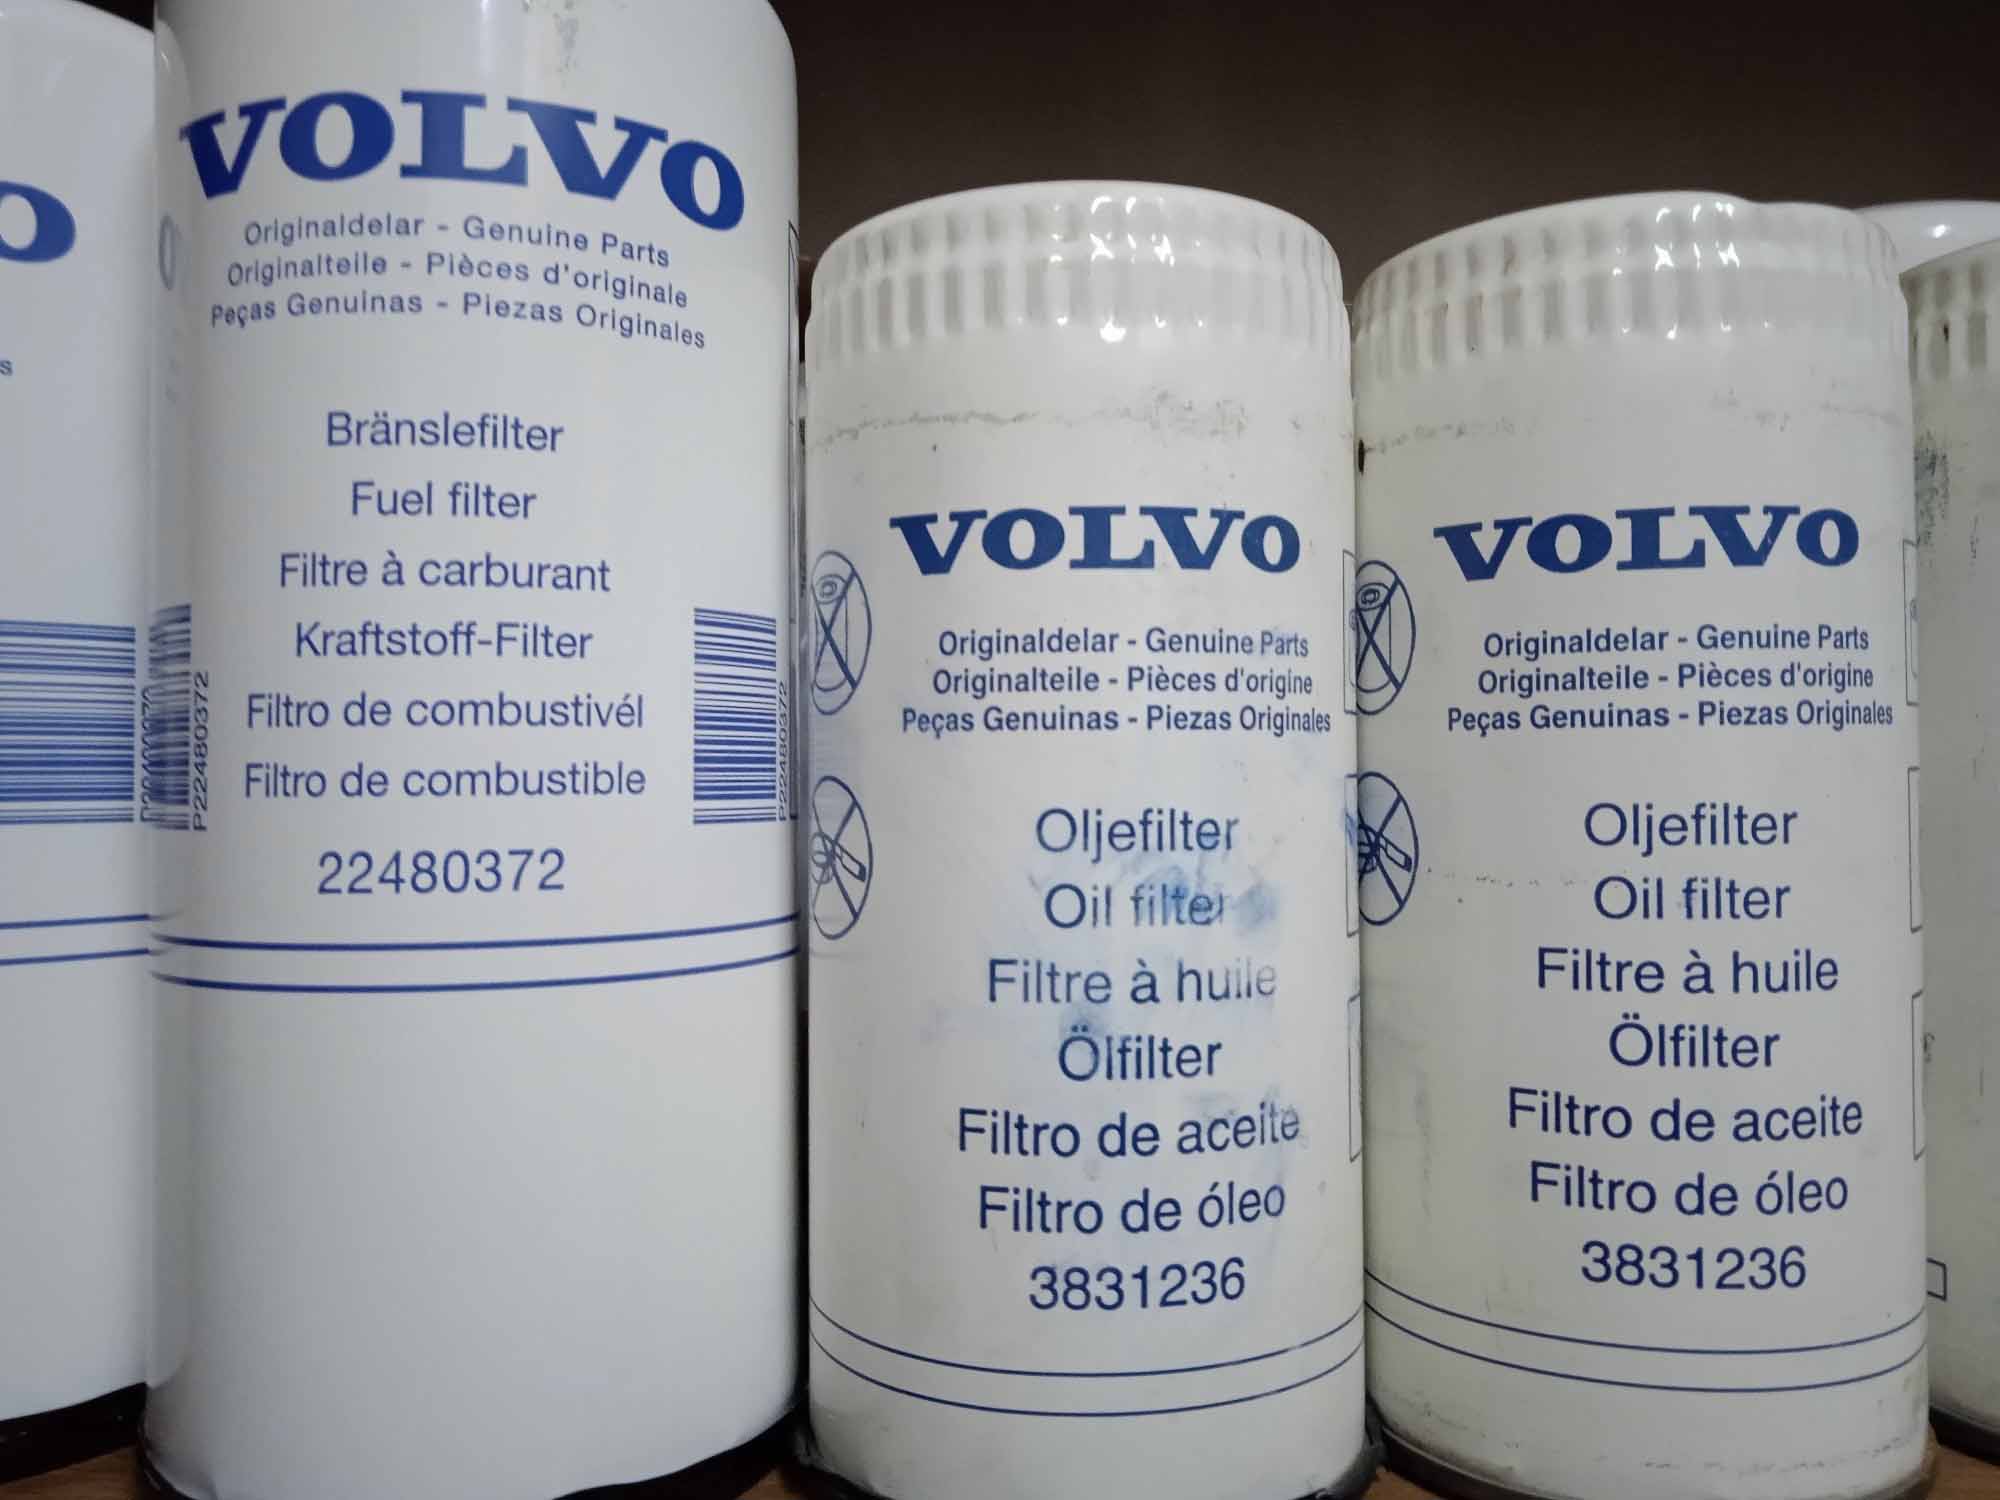 VOLVO
Originaldelar - Genuine Parts
Originalteile - Pièces d'originale
Peças Genuinas - Piezas Originales
Bränslefilter
Fuel filter
Filtre à carburant
Kraftstoff-Filter
Filtro de combustivél
Filtro de combustible
22480372
P22480372
P22480372
VOLVO
Originaldelar - Genuine Parts
Originalteile - Pièces d'origine
Peças Genuinas - Piezas Originales
Oljefilter
Oil filter
Filtre à huile
Ölfilter
Filtro de aceite
Filtro de óleo
3831236
VOLVO
Originaldelar - Genuine Parts
Originalteile - Pièces d'origine
Peças Genuinas - Piezas Originales
Oljefilter
Oil filter
Filtre à huile
Ölfilter
Filtro de aceite
Filtro de óleo
3831236